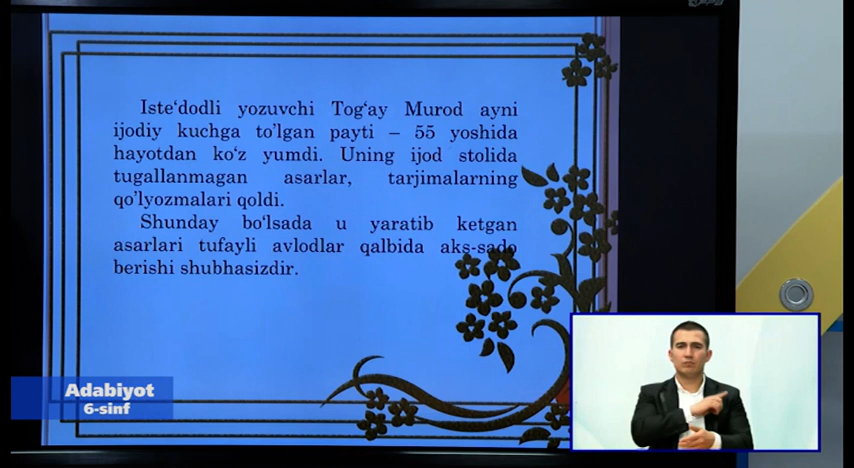 Iste‘dodli yozuvchi Tog‘ay Murod ayni
ijodiy kuchga to’lgan payti – 55 yoshida
hayotdan ko‘z yumdi. Uning ijod stolida
tugallanmagan asarlar, tarjimalarning
qo’lyozmalari qoldi.
Shunday bo‘lsada u yaratib ketgan
asarlari tufayli avlodlar qalbida aks-sado
berishi shubhasizdir.
Adabiyot
6-sinf